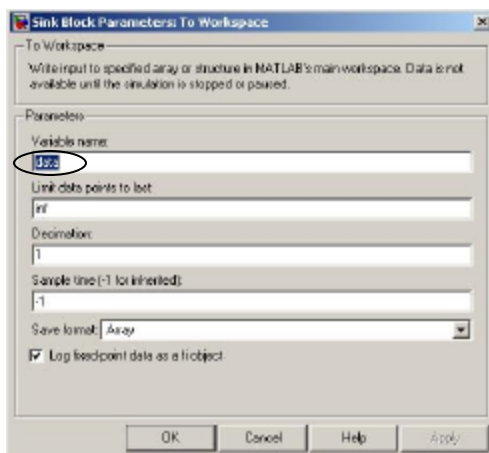 Sink Block Parameters: To Workspace
To Workspace
Write input to specified array or structure in MATLAB's main workspace. Data is not
available until the simulation is stopped or paused.
Parameters
Variable name:
data
Limit data points to last:
inf
Decimation:
1
Sample time (-1 for inherited):
-1
Save format: Array
Log fixed-point data as a fi object
OK Cancel Help Apply